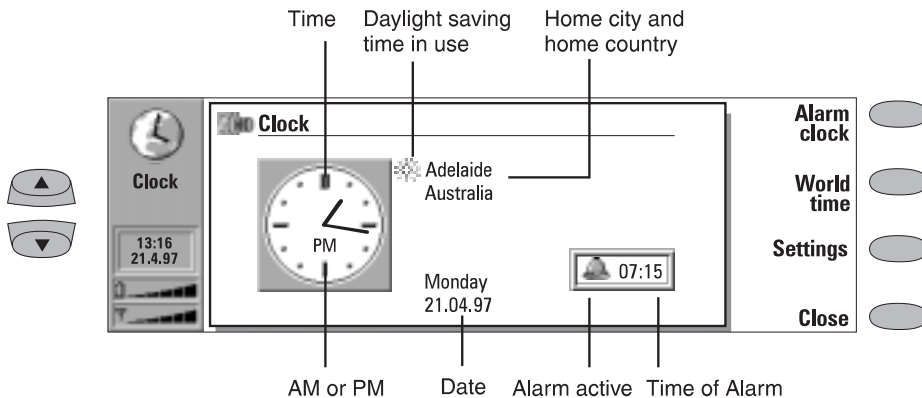 Time
Daylight saving
time in use
Home city and
home country
Clock
13:16
21.4.97
Clock
Adelaide
Australia
PM
Monday
21.04.97
07:15
Alarm
clock
World
time
Settings
Close
AM or PM
Date
Alarm active
Time of Alarm